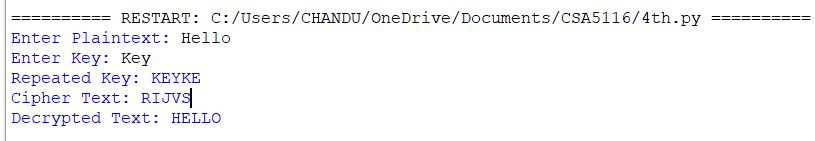 ========== RESTART: C:/Users/CHANDU/OneDrive/Documents/CSA5116/4th.py ==========
Enter Plaintext: Hello
Enter Key: Key
Repeated Key: KEYKE
Cipher Text: RIJVS
Decrypted Text: HELLO